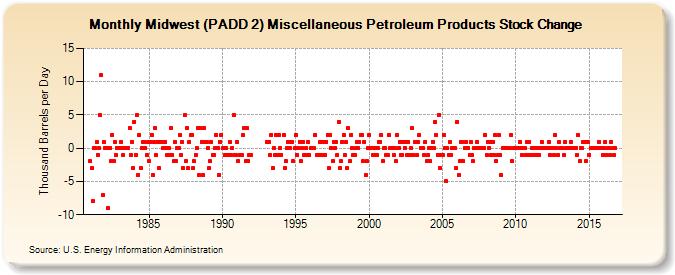 Monthly Midwest (PADD 2) Miscellaneous Petroleum Products Stock Change
Thousand Barrels per Day
15
10
5
0
-5
-10
1985 1990 1995 2000 2005 2010 2015
Source: U.S. Energy Information Administration